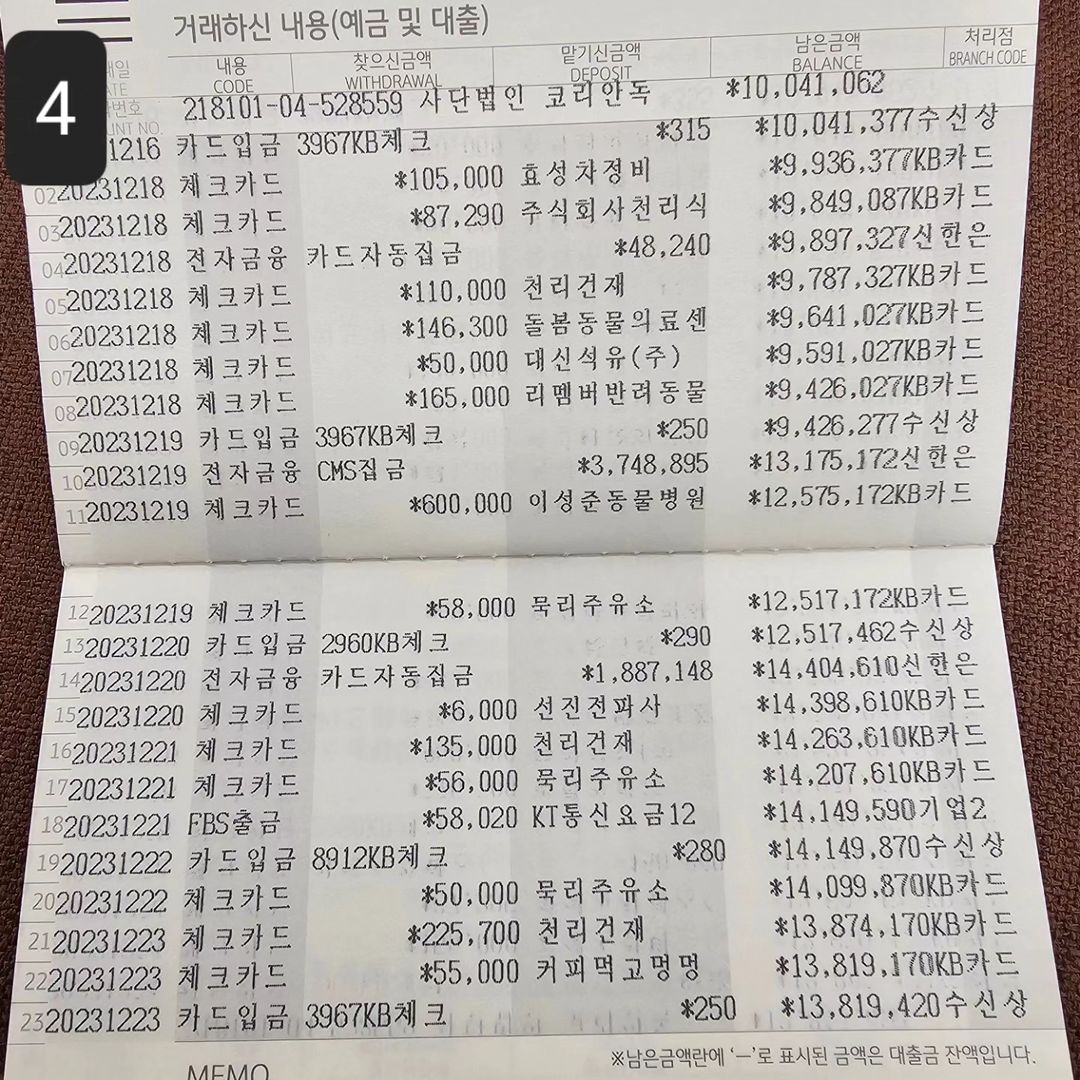 4
거래하신 내용(예금 및 대출)
내용 찾으신금액 맡기신금액 남은금액 처리점
CODE WITHDRAWAL DEPOSIT BALANCE BRANCH CODE
218101-04-528559 사단법인 코리안독 *10,041,062
1216 카드입금 3967KB체크 *315 *10,041,377수신상
02 20231218 체크카드 *105,000 효성차정비 *9,936,377KB카드
03 20231218 체크카드 *87,290 주식회사천리식 *9,849,087KB카드
04 20231218 전자금융 카드자동집금 *48,240 *9,897,327신한은
05 20231218 체크카드 *110,000 천리건재 *9,787,327KB카드
06 20231218 체크카드 *146,300 돌봄동물의료센 *9,641,027KB카드
07 20231218 체크카드 *50,000 대신석유(주) *9,591,027KB카드
08 20231218 체크카드 *165,000 리멤버반려동물 *9,426,027KB카드
09 20231219 카드입금 3967KB체크 *250 *9,426,277수신상
10 20231219 전자금융 CMS집금 *3,748,895 *13,175,172신한은
11 20231219 체크카드 *600,000 이성준동물병원 *12,575,172KB카드
12 20231219 체크카드 *58,000 묵리주유소 *12,517,172KB카드
13 20231220 카드입금 2960KB체크 *290 *12,517,462수신상
14 20231220 전자금융 카드자동집금 *1,887,148 *14,404,610신한은
15 20231220 체크카드 *6,000 선진전파사 *14,398,610KB카드
16 20231221 체크카드 *135,000 천리건재 *14,263,610KB카드
17 20231221 체크카드 *56,000 묵리주유소 *14,207,610KB카드
18 20231221 FBS출금 *58,020 KT통신요금12 *14,149,590기업2
19 20231222 카드입금 8912KB체크 *280 *14,149,870수신상
20 20231222 체크카드 *50,000 묵리주유소 *14,099,870KB카드
21 20231223 체크카드 *225,700 천리건재 *13,874,170KB카드
22 20231223 체크카드 *55,000 커피먹고멍멍 *13,819,170KB카드
23 20231223 카드입금 3967KB체크 *250 *13,819,420수신상
※남은금액란에 '─'로 표시된 금액은 대출금 잔액입니다.
MEMO